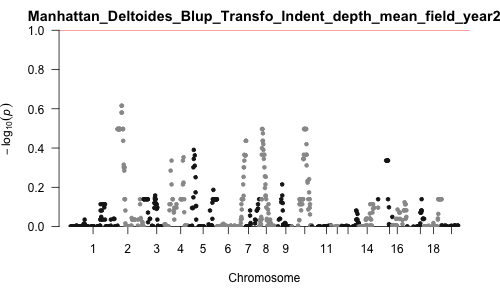 Manhattan_Deltoides_Blup_Transfo_Indent_depth_mean_field_year2
− log10(p)
1.0
0.8
0.6
0.4
0.2
0.0
1 2 3 4 5 6 7 8 9 11 14 16 18
Chromosome